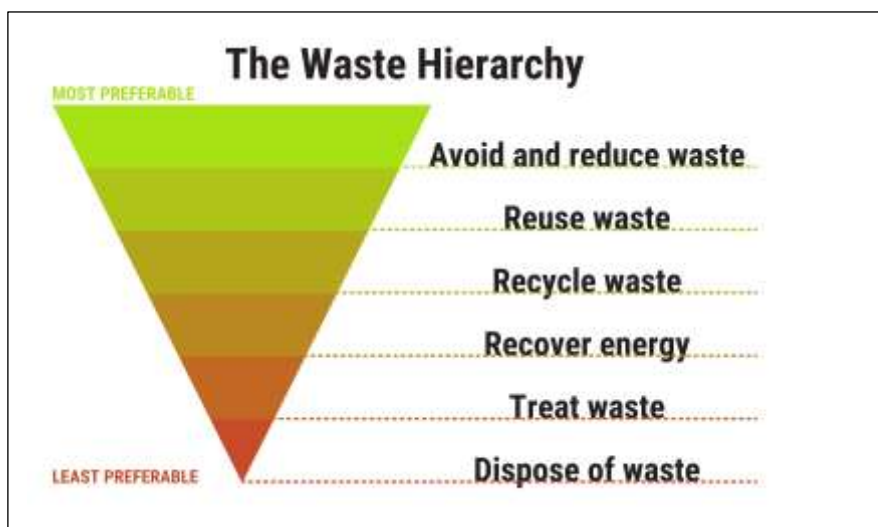 The Waste Hierarchy
MOST PREFERABLE
Avoid and reduce waste
Reuse waste
Recycle waste
Recover energy
Treat waste
Dispose of waste
LEAST PREFERABLE